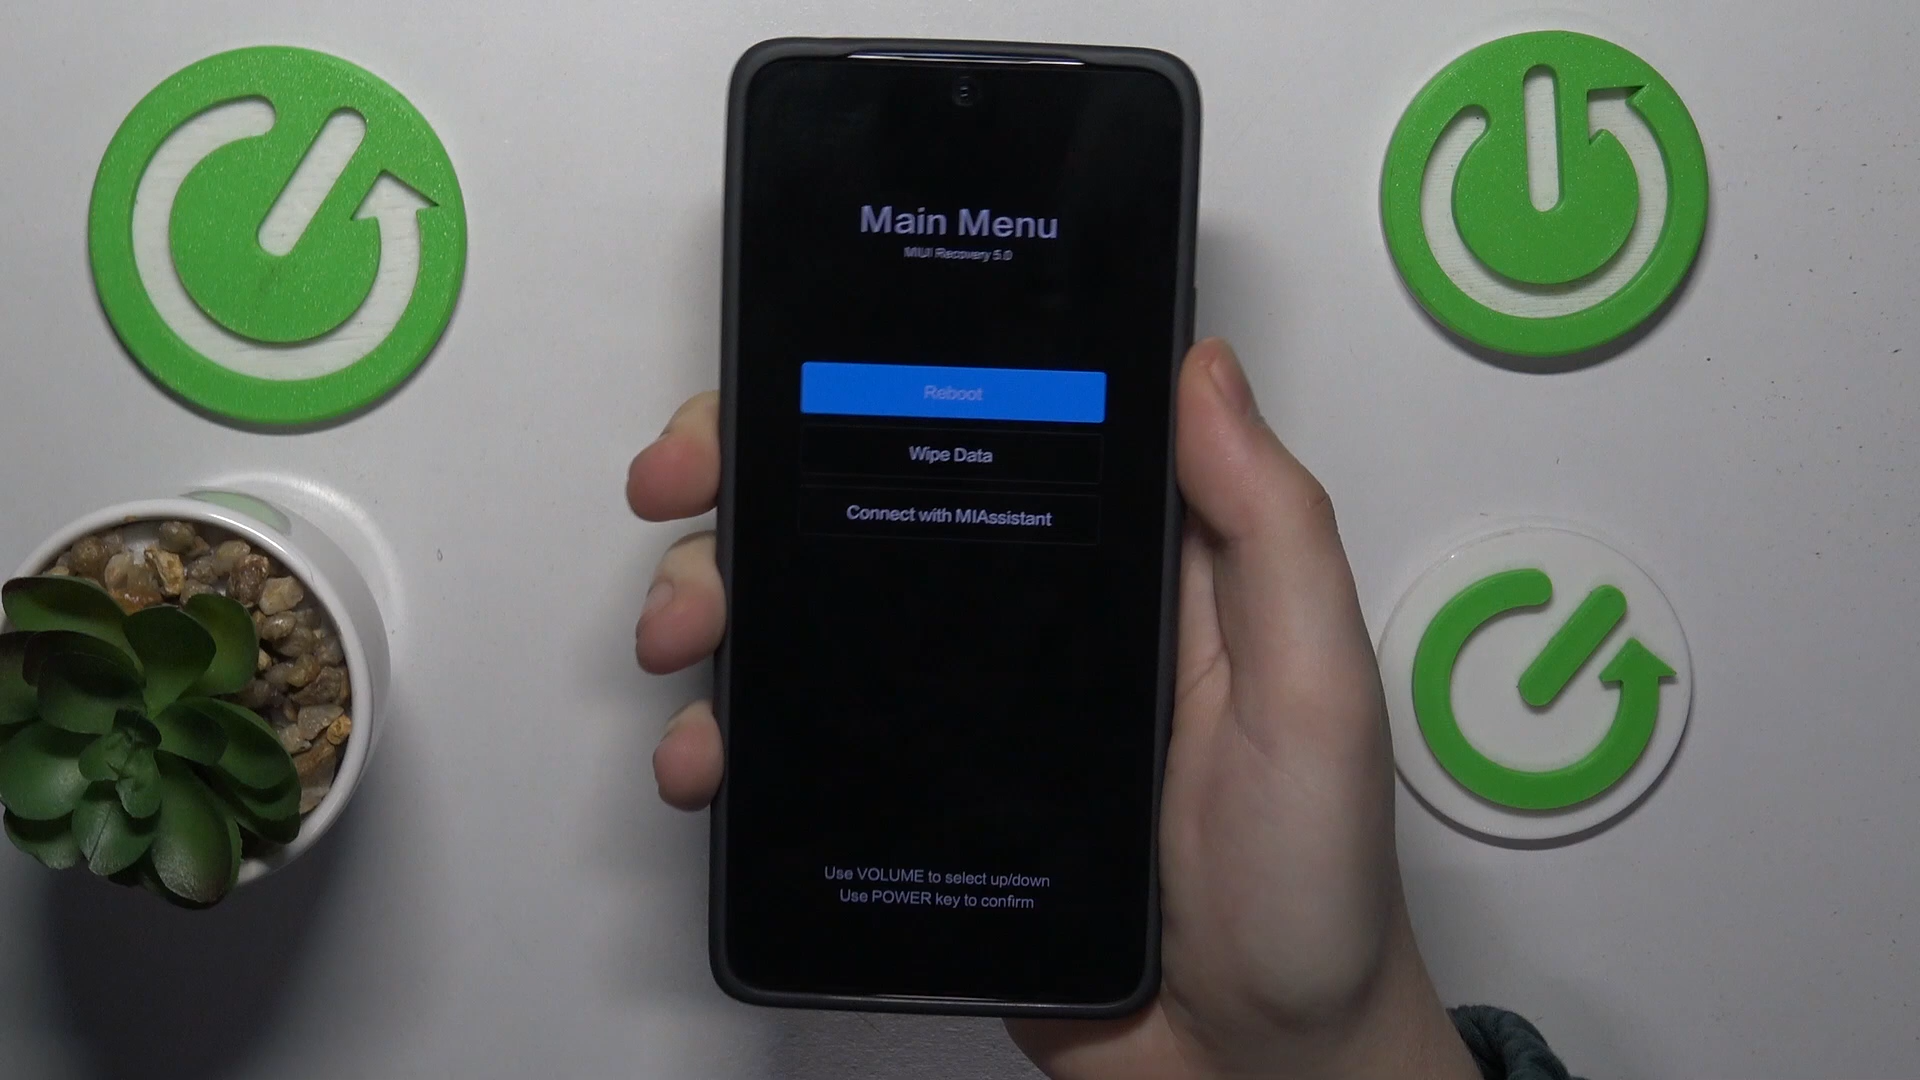 Main Menu
MIUI Recovery 5.0
Reboot
Wipe Data
Connect with MIAssistant
Use VOLUME to select up/down
Use POWER key to confirm